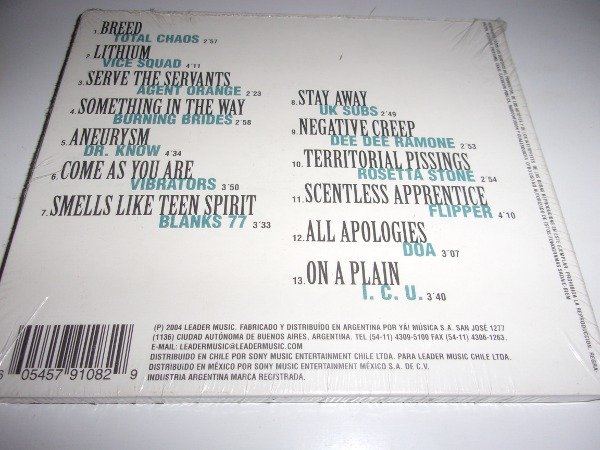 1. BREED
TOTAL CHAOS 2'57
2. LITHIUM
VICE SQUAD 4'11
3. SERVE THE SERVANTS
AGENT ORANGE 2'23
4. SOMETHING IN THE WAY
BURNING BRIDES 2'58
5. ANEURYSM
DR. KNOW 4'34
6. COME AS YOU ARE
VIBRATORS 3'50
7. SMELLS LIKE TEEN SPIRIT
BLANKS 77 3'33
8. STAY AWAY
UK SUBS 2'49
9. NEGATIVE CREEP
DEE DEE RAMONE 2'53
10. TERRITORIAL PISSINGS
ROSETTA STONE 2'54
11. SCENTLESS APPRENTICE
FLIPPER 4'10
12. ALL APOLOGIES
DOA 3'07
13. ON A PLAIN
I. C. U. 3'40
(P) 2004 LEADER MUSIC. FABRICADO Y DISTRIBUÍDO EN ARGENTINA POR YA! MÚSICA S.A. SAN JOSÉ 1277
(1136) CIUDAD AUTÓNOMA DE BUENOS AIRES, ARGENTINA. TEL. (54-11) 4309-5100 FAX (54-11) 4306-1263.
E-MAIL: LEADERMUSIC@LEADERMUSIC.COM
DISTRIBUIDO EN CHILE POR SONY MUSIC ENTERTAINMENT CHILE LTD. PARA LEADER MUSIC CHILE LTDA.
DISTRIBUIDO EN MÉXICO POR SONY MUSIC ENTERTAINMENT MÉXICO S.A. DE C.V.
INDUSTRIA ARGENTINA MARCA REGISTRADA.
05457 91082 9